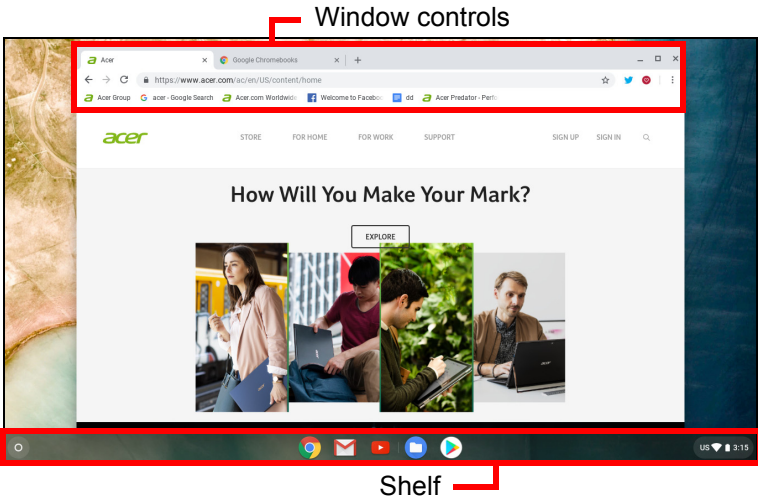 Window controls
Acer Google Chromebooks
https://www.acer.com/ac/en/US/content/home
Acer Group acer - Google Search Acer.com Worldwide Welcome to Faceboo dd Acer Predator - Perfo
acer STORE FOR HOME FOR WORK SUPPORT SIGN UP SIGN IN
How Will You Make Your Mark?
EXPLORE
US 3:15
Shelf